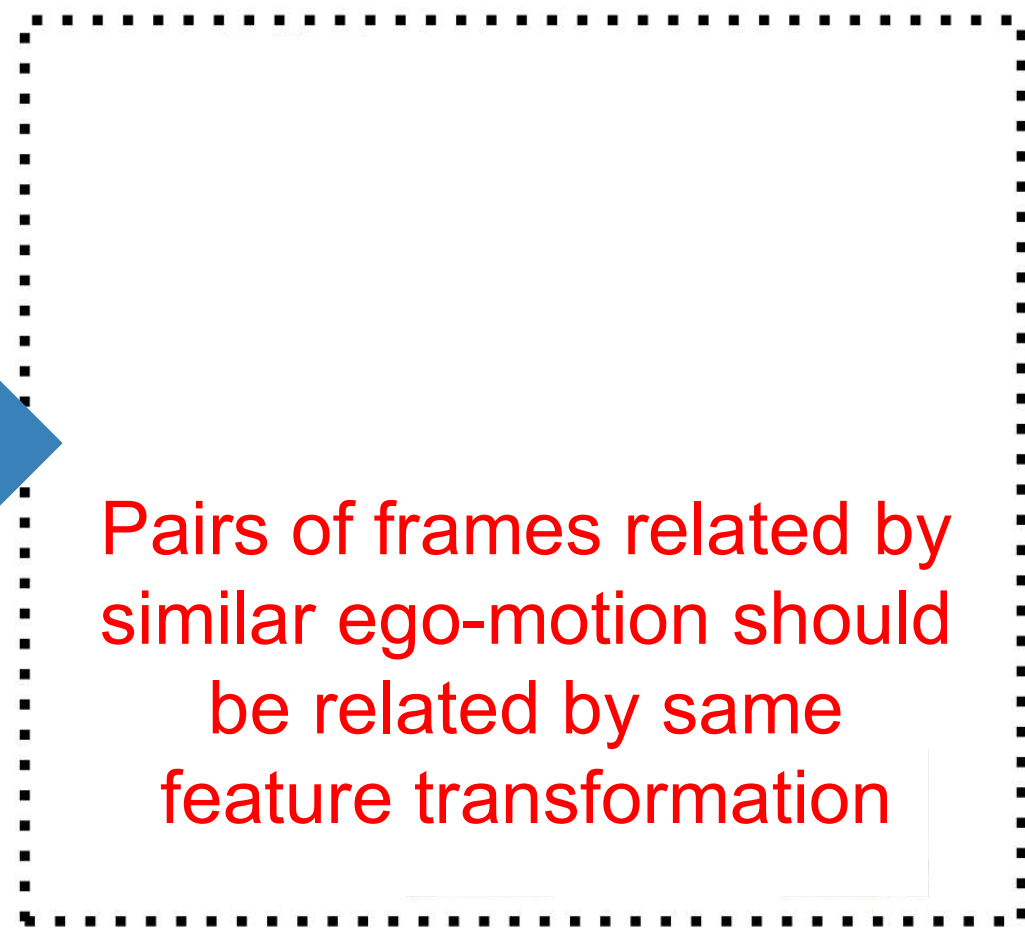 Pairs of frames related by
similar ego-motion should
be related by same
feature transformation